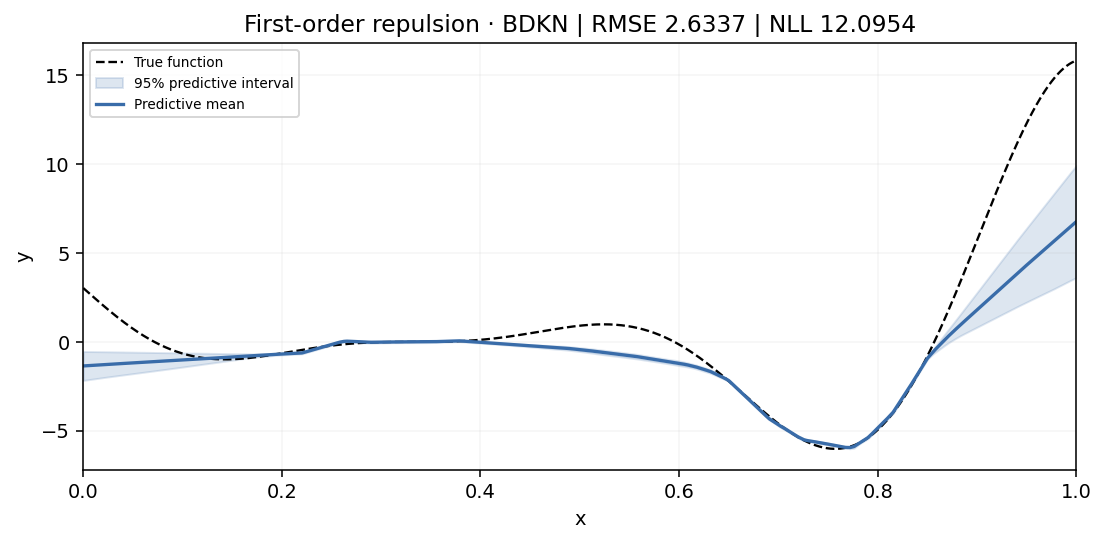 First-order repulsion · BDKN | RMSE 2.6337 | NLL 12.0954
True function
95% predictive interval
Predictive mean
15
10
5
0
−5
y
0.0 0.2 0.4 0.6 0.8 1.0
x